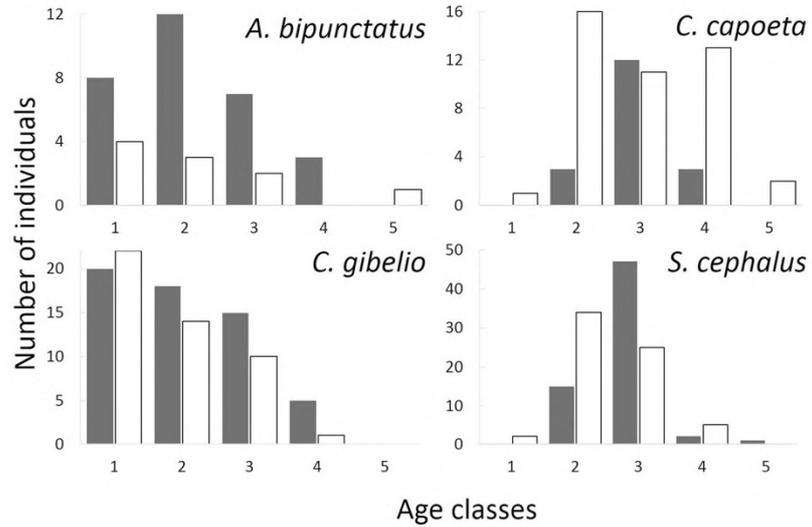 A. bipunctatus
12
8
4
0
1 2 3 4 5
C. capoeta
16
12
8
4
0
1 2 3 4 5
Number of individuals
C. gibelio
20
15
10
5
0
1 2 3 4 5
S. cephalus
50
40
30
20
10
0
1 2 3 4 5
Age classes